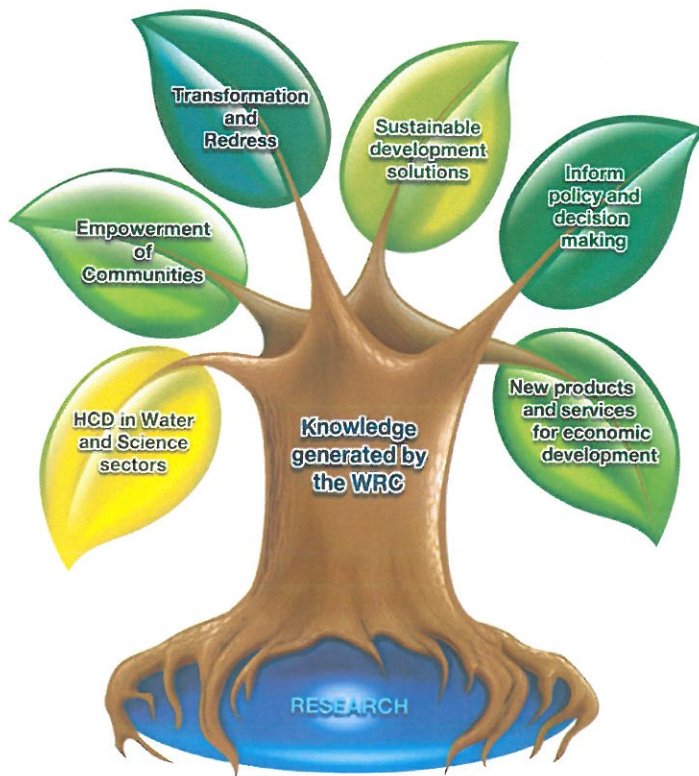 Transformation
and
Redress
Sustainable
development
solutions
Inform
policy and
decision
making
Empowerment
of
Communities
HCD in Water
and Science
sectors
Knowledge
generated by
the WRC
New products
and services
for economic
development
RESEARCH